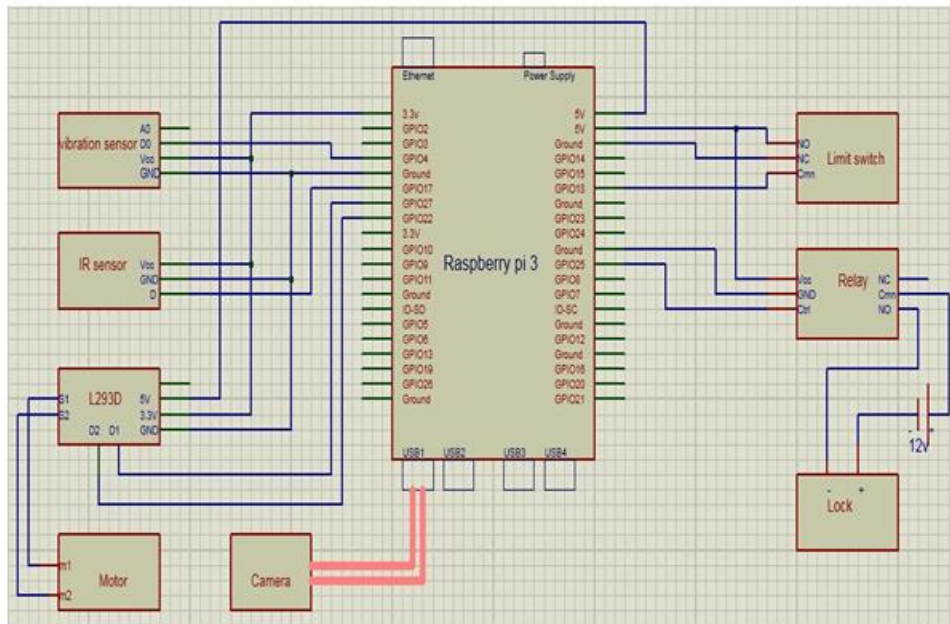 Ethernet
Power Supply
vibration sensor
A0
D0
Vcc
GND
IR sensor
Vcc
GND
D
L293D
5V
3.3V
GND
S1
S2
D2 D1
Motor
m1
m2
Camera
Raspberry pi 3
3.3v
GPIO2
GPIO3
GPIO4
Ground
GPIO17
GPIO27
GPIO22
3.3V
GPIO10
GPIO9
GPIO11
Ground
ID-SD
GPIO5
GPIO6
GPIO13
GPIO19
GPIO26
Ground
5V
5V
Ground
GPIO14
GPIO15
GPIO18
Ground
GPIO23
GPIO24
Ground
GPIO25
GPIO8
GPIO7
ID-SC
Ground
GPIO12
Ground
GPIO16
GPIO20
GPIO21
USB1
USB2
USB3
USB4
Limit switch
NO
NC
Cmn
Relay
Vcc
GND
Ctrl
NC
Cmn
NO
- +
12v
- +
Lock